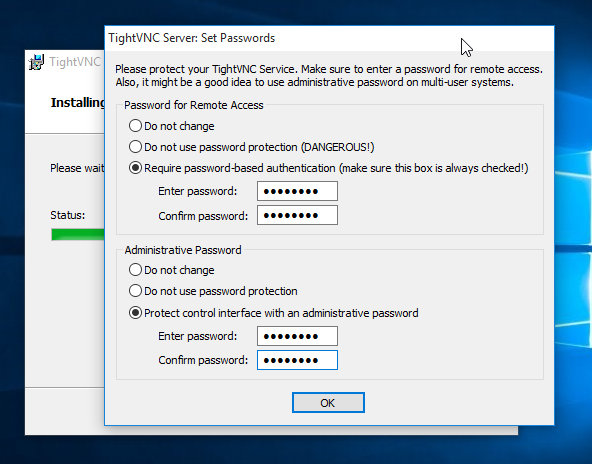 TightVNC Server: Set Passwords
TightVNC
Installing
Please wait
Status:
Please protect your TightVNC Service. Make sure to enter a password for remote access.
Also, it might be a good idea to use administrative password on multi-user systems.
Password for Remote Access
Do not change
Do not use password protection (DANGEROUS!)
Require password-based authentication (make sure this box is always checked!)
Enter password: ●●●●●●●●
Confirm password: ●●●●●●●●
Administrative Password
Do not change
Do not use password protection
Protect control interface with an administrative password
Enter password: ●●●●●●●●
Confirm password: ●●●●●●●●
OK